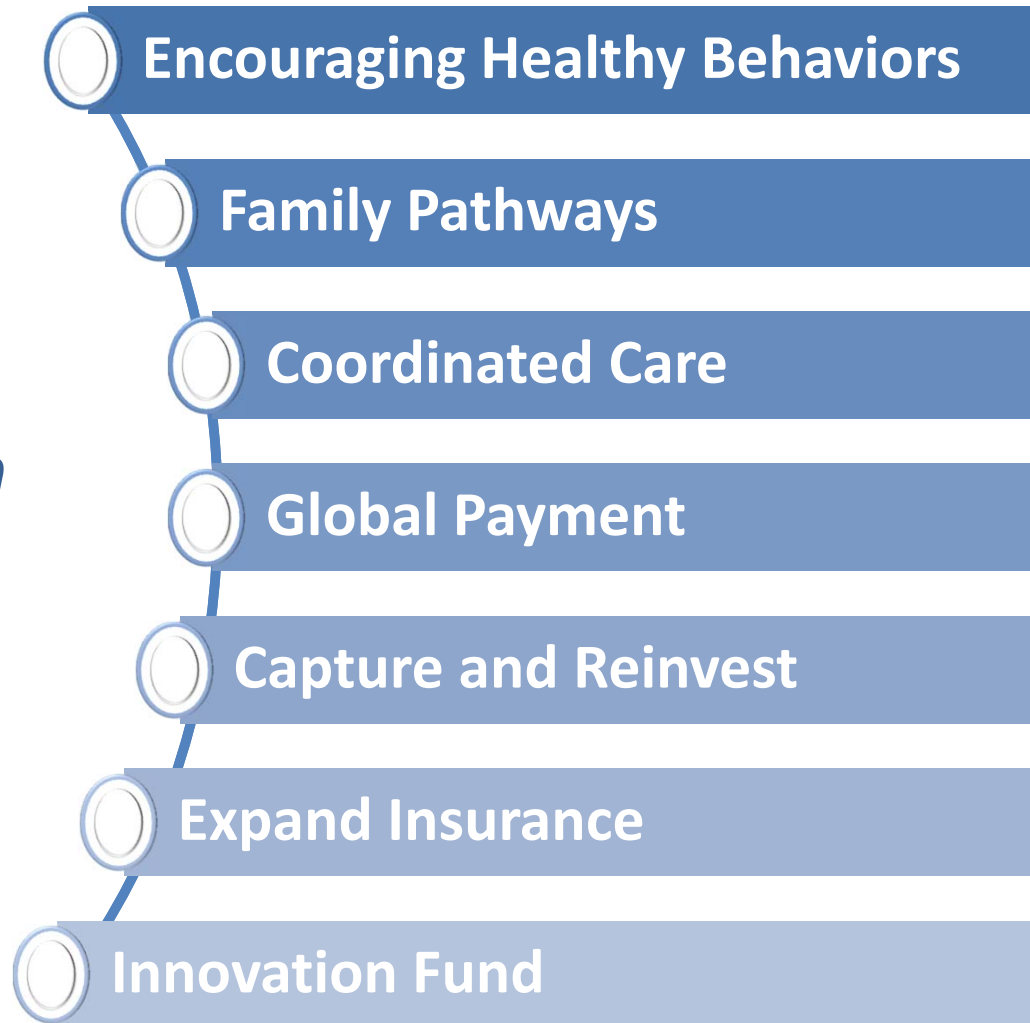 Encouraging Healthy Behaviors
Family Pathways
Coordinated Care
Global Payment
Capture and Reinvest
Expand Insurance
Innovation Fund